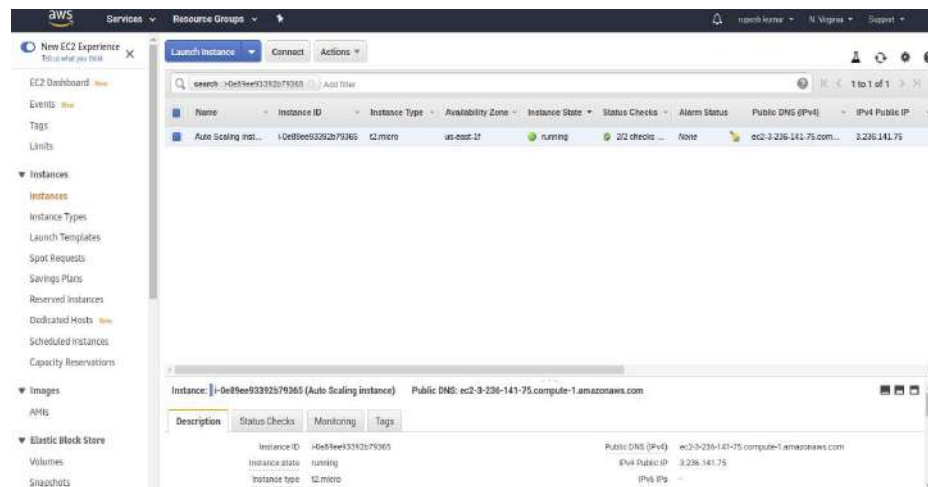 aws Services Resource Groups rupesh kumar N. Virginia Support
New EC2 Experience
Tell us what you think
Launch Instance Connect Actions
EC2 Dashboard New
search : i-0e89ee93392b79365 Add filter 1 to 1 of 1
Events New
Tags
Limits
Name Instance ID Instance Type Availability Zone Instance State Status Checks Alarm Status Public DNS (IPv4) IPv4 Public IP
Auto Scaling inst... i-0e89ee93392b79365 t2.micro us-east-1f running 2/2 checks ... None ec2-3-236-141-75.com... 3.236.141.75
Instances
Instances
Instance Types
Launch Templates
Spot Requests
Savings Plans
Reserved Instances
Dedicated Hosts New
Scheduled Instances
Capacity Reservations
Images
AMIs
Elastic Block Store
Volumes
Snapshots
Instance: i-0e89ee93392b79365 (Auto Scaling instance) Public DNS: ec2-3-236-141-75.compute-1.amazonaws.com
Description Status Checks Monitoring Tags
Instance ID i-0e89ee93392b79365 Public DNS (IPv4) ec2-3-236-141-75.compute-1.amazonaws.com
Instance state running IPv4 Public IP 3.236.141.75
Instance type t2.micro IPv6 IPs -